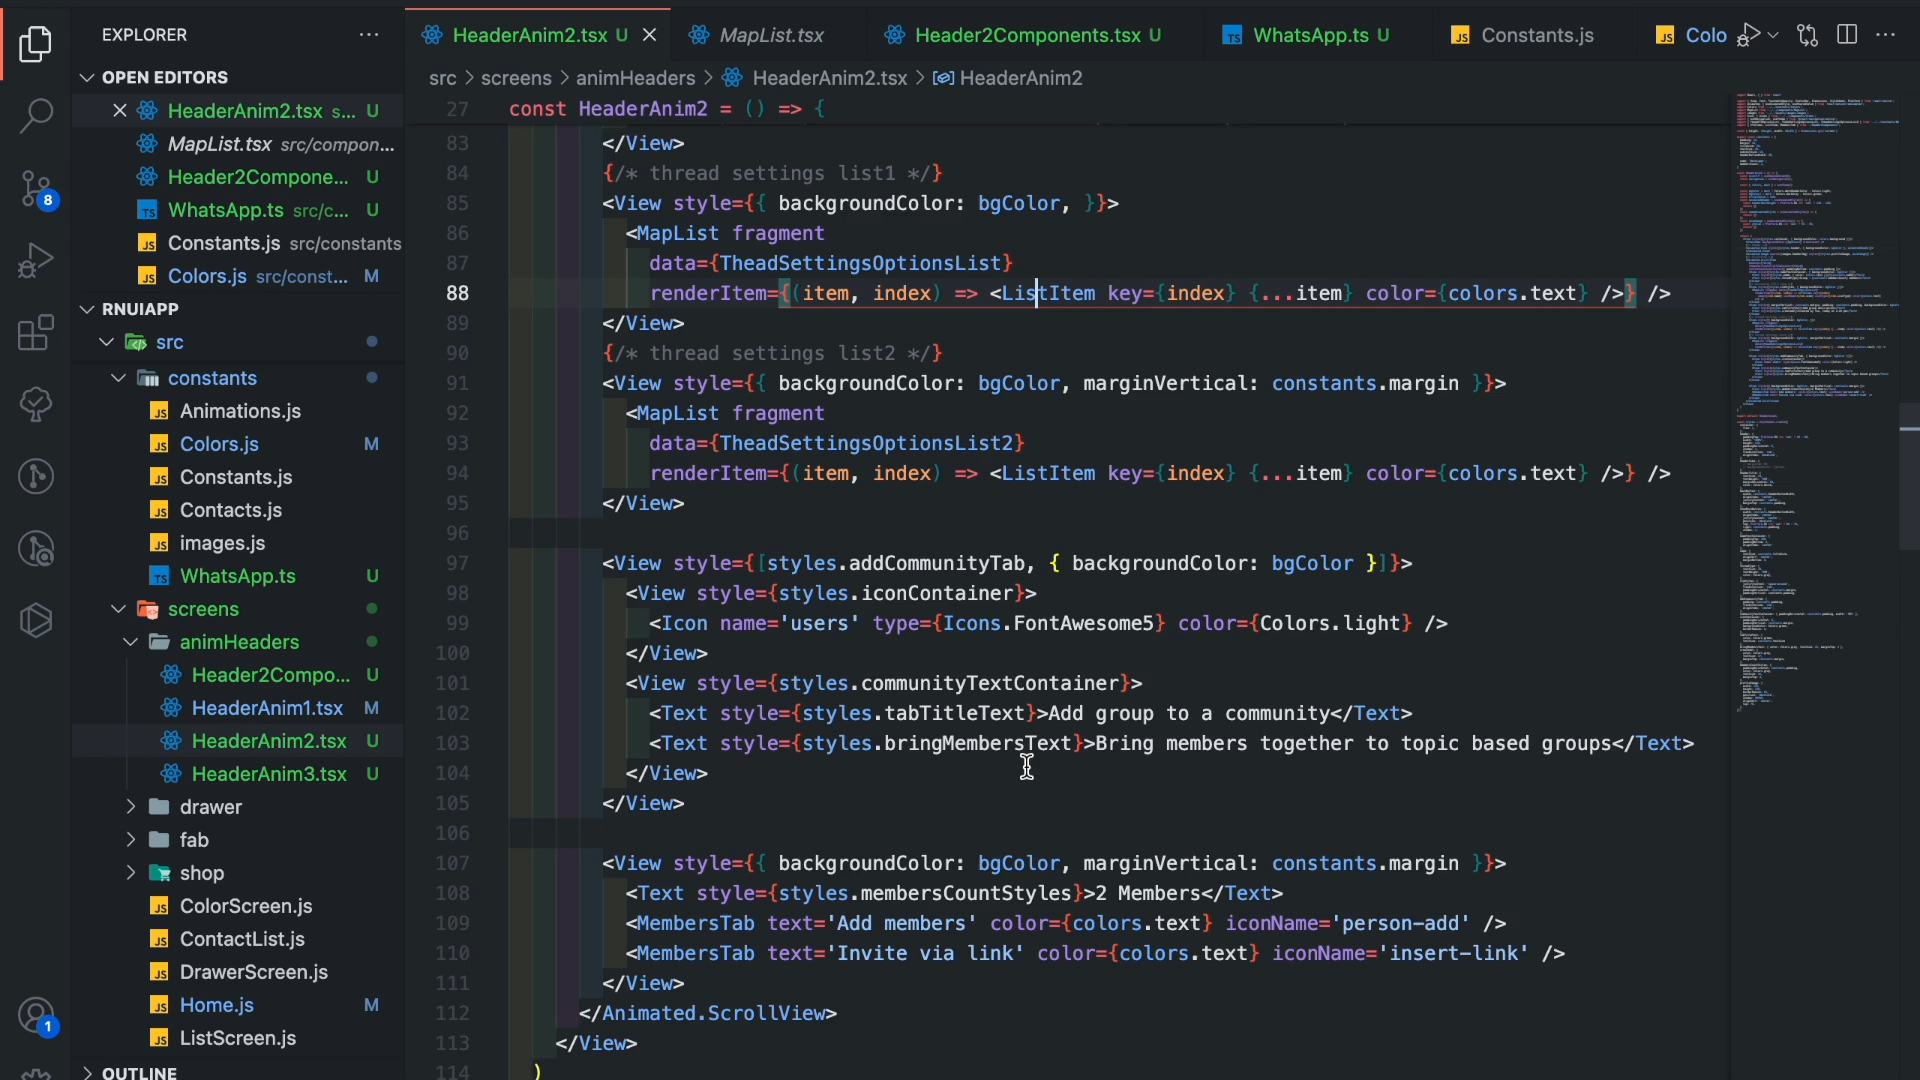 EXPLORER
OPEN EDITORS
HeaderAnim2.tsx s... U
MapList.tsx src/compon...
Header2Compone... U
WhatsApp.ts src/c... U
Constants.js src/constants
Colors.js src/const... M
RNUIAPP
src
constants
Animations.js
Colors.js M
Constants.js
Contacts.js
images.js
WhatsApp.ts U
screens
animHeaders
Header2Compo... U
HeaderAnim1.tsx M
HeaderAnim2.tsx U
HeaderAnim3.tsx U
drawer
fab
shop
ColorScreen.js
ContactList.js
DrawerScreen.js
Home.js M
ListScreen.js
OUTLINE
8
1
HeaderAnim2.tsx U
MapList.tsx
Header2Components.tsx U
WhatsApp.ts U
Constants.js
Colo
src > screens > animHeaders > HeaderAnim2.tsx > HeaderAnim2
27 const HeaderAnim2 = () => {
83 </View>
84 {/* thread settings list1 */}
85 <View style={{ backgroundColor: bgColor, }}>
86 <MapList fragment
87 data={TheadSettingsOptionsList}
88 renderItem={(item, index) => <ListItem key={index} {...item} color={colors.text} />} />
89 </View>
90 {/* thread settings list2 */}
91 <View style={{ backgroundColor: bgColor, marginVertical: constants.margin }}>
92 <MapList fragment
93 data={TheadSettingsOptionsList2}
94 renderItem={(item, index) => <ListItem key={index} {...item} color={colors.text} />} />
95 </View>
96
97 <View style={[styles.addCommunityTab, { backgroundColor: bgColor }]}>
98 <View style={styles.iconContainer}>
99 <Icon name='users' type={Icons.FontAwesome5} color={Colors.light} />
100 </View>
101 <View style={styles.communityTextContainer}>
102 <Text style={styles.tabTitleText}>Add group to a community</Text>
103 <Text style={styles.bringMembersText}>Bring members together to topic based groups</Text>
104 </View>
105 </View>
106
107 <View style={{ backgroundColor: bgColor, marginVertical: constants.margin }}>
108 <Text style={styles.membersCountStyles}>2 Members</Text>
109 <MembersTab text='Add members' color={colors.text} iconName='person-add' />
110 <MembersTab text='Invite via link' color={colors.text} iconName='insert-link' />
111 </View>
112 </Animated.ScrollView>
113 </View>
114 )